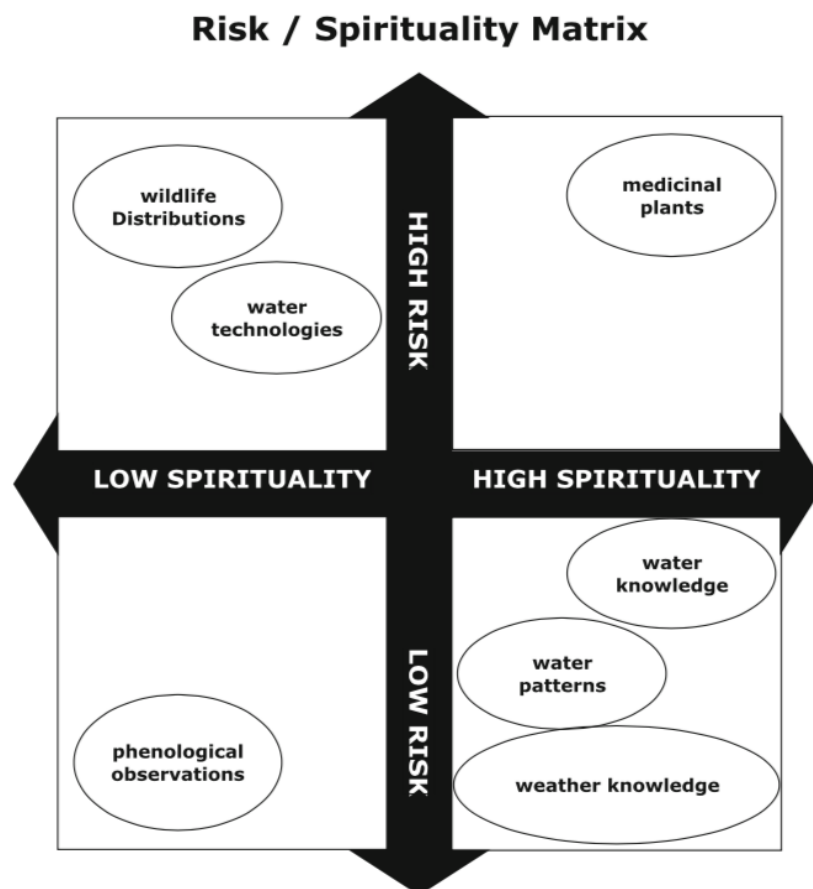 Risk / Spirituality Matrix
wildlife
Distributions
water
technologies
medicinal
plants
HIGH RISK
LOW SPIRITUALITY
HIGH SPIRITUALITY
water
knowledge
water
patterns
LOW RISK
phenological
observations
weather knowledge